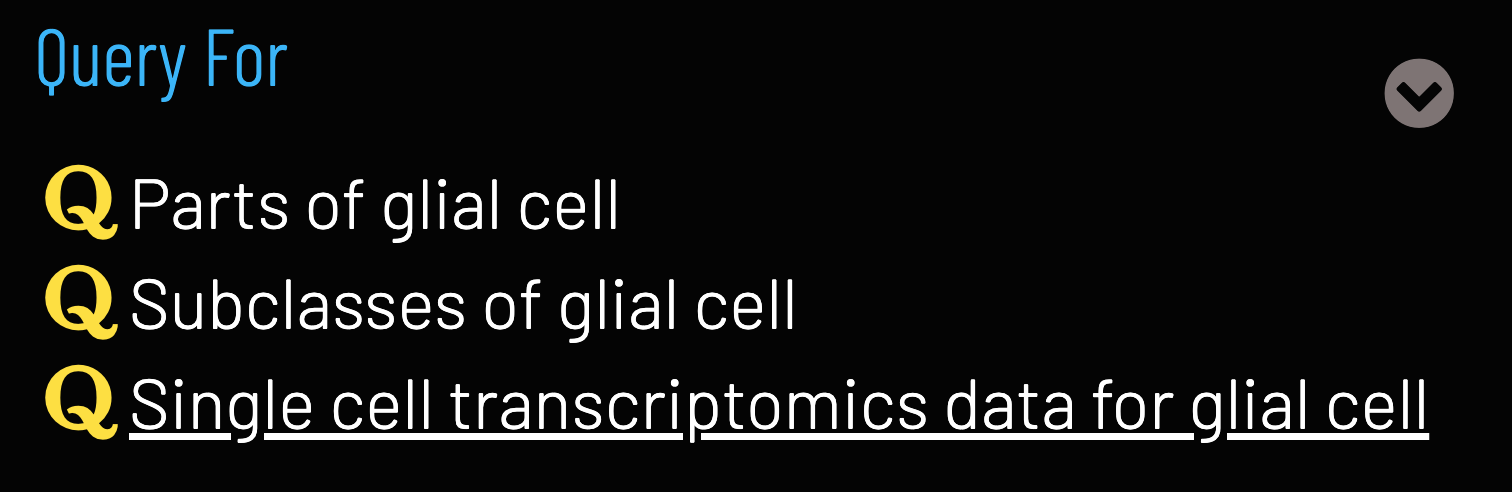 Query For
Q Parts of glial cell
Q Subclasses of glial cell
Q Single cell transcriptomics data for glial cell